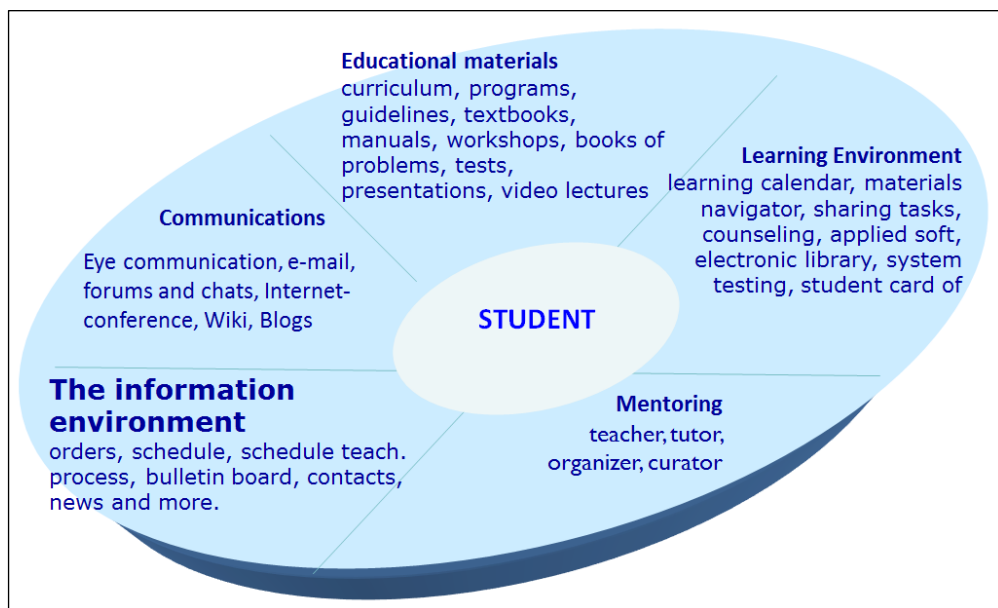 Educational materials
curriculum, programs,
guidelines, textbooks,
manuals, workshops, books of
problems, tests,
presentations, video lectures
Learning Environment
learning calendar, materials
navigator, sharing tasks,
counseling, applied soft,
electronic library, system
testing, student card of
Communications
Eye communication, e-mail,
forums and chats, Internet-
conference, Wiki, Blogs
STUDENT
The information
environment
orders, schedule, schedule teach.
process, bulletin board, contacts,
news and more.
Mentoring
teacher, tutor,
organizer, curator